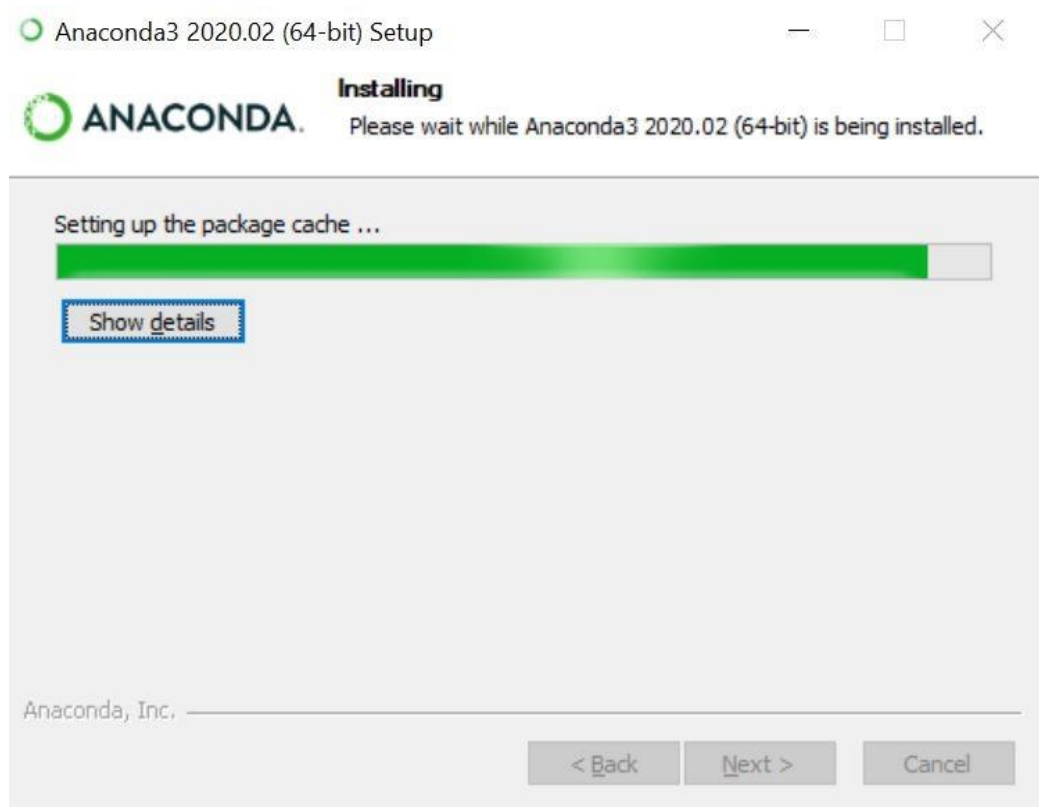 Anaconda3 2020.02 (64-bit) Setup
ANACONDA.
Installing
Please wait while Anaconda3 2020.02 (64-bit) is being installed.
Setting up the package cache ...
Show details
Anaconda, Inc.
< Back
Next >
Cancel